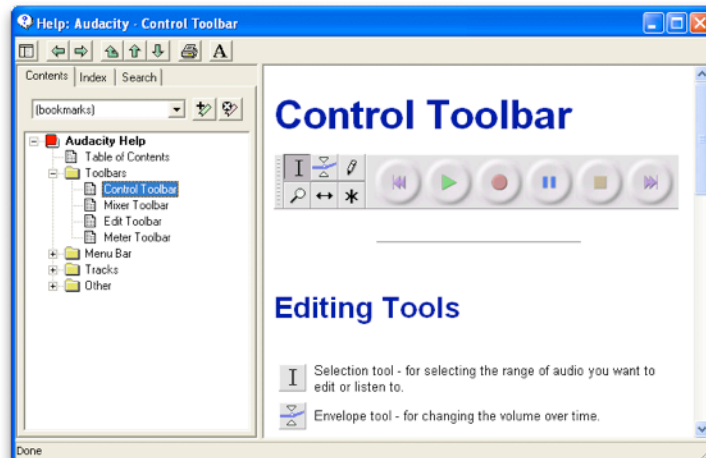 Help: Audacity - Control Toolbar
A
Contents
Index
Search
(bookmarks)
Audacity Help
Table of Contents
Toolbars
Control Toolbar
Mixer Toolbar
Edit Toolbar
Meter Toolbar
Menu Bar
Tracks
Other
Control Toolbar
Editing Tools
Selection tool - for selecting the range of audio you want to
edit or listen to.
Envelope tool - for changing the volume over time.
Done